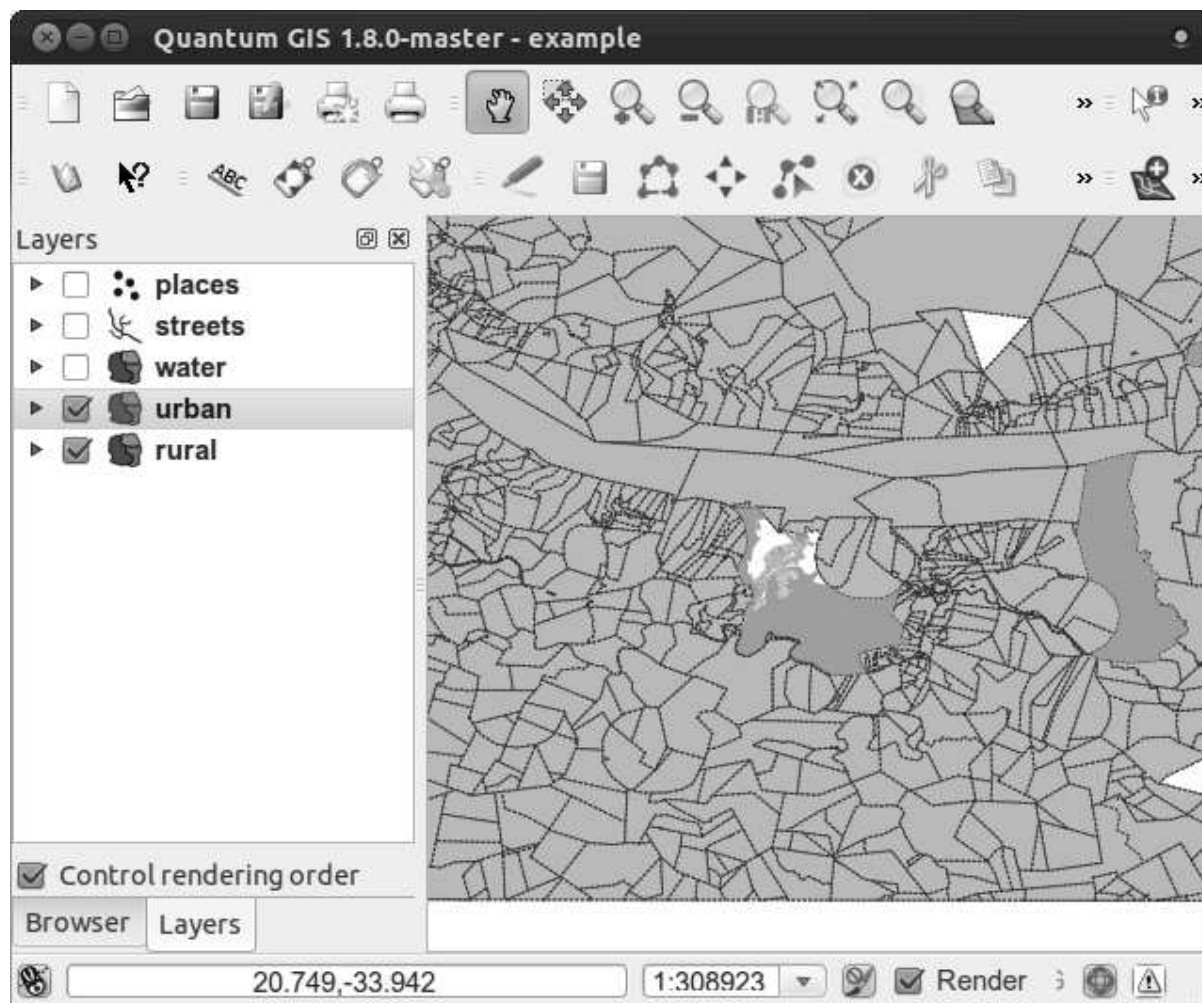 Quantum GIS 1.8.0-master - example
ABC
Layers
places
streets
water
urban
rural
Control rendering order
Browser
Layers
20.749,-33.942
1:308923
Render